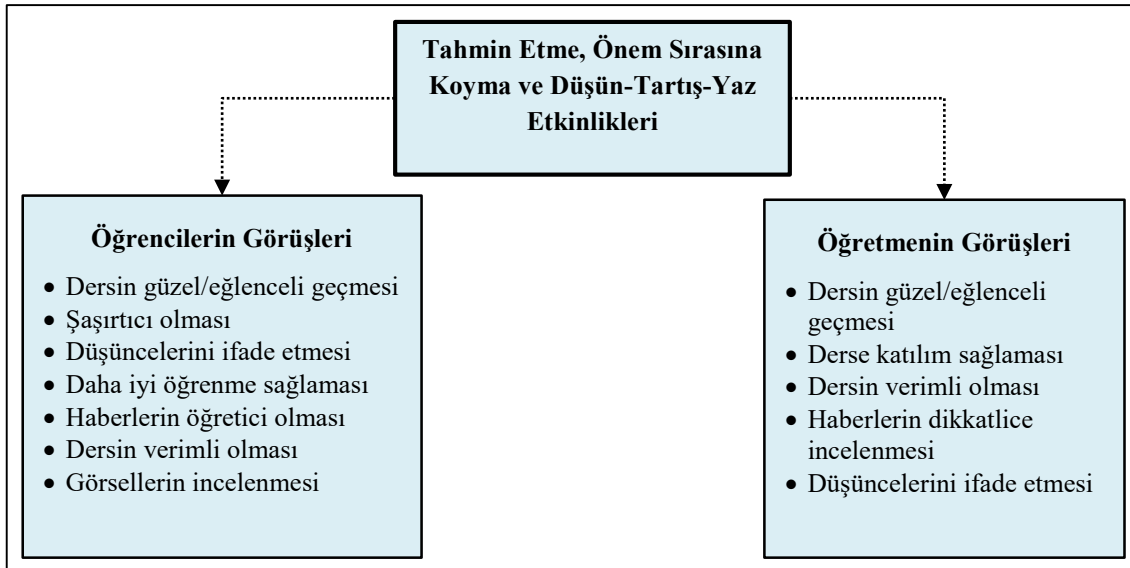 Tahmin Etme, Önem Sırasına
Koyma ve Düşün-Tartış-Yaz
Etkinlikleri
Öğrencilerin Görüşleri
• Dersin güzel/eğlenceli geçmesi
• Şaşırtıcı olması
• Düşüncelerini ifade etmesi
• Daha iyi öğrenme sağlaması
• Haberlerin öğretici olması
• Dersin verimli olması
• Görsellerin incelenmesi
Öğretmenin Görüşleri
• Dersin güzel/eğlenceli
geçmesi
• Derse katılım sağlaması
• Dersin verimli olması
• Haberlerin dikkatlice
incelenmesi
• Düşüncelerini ifade etmesi